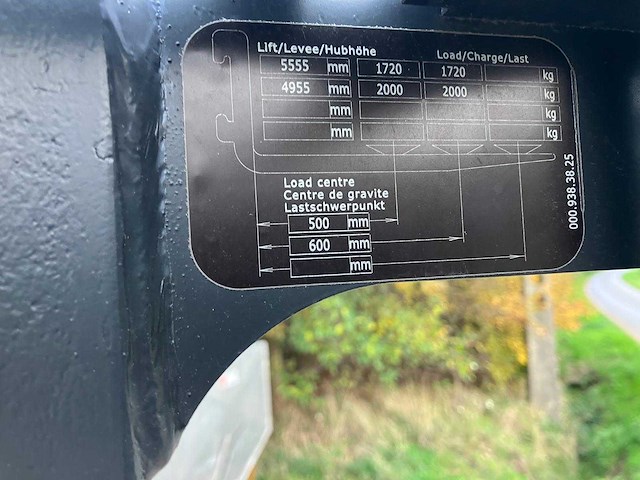 Lift/Levee/Hubhöhe Load/Charge/Last
5555 mm 1720 1720 kg
4955 mm 2000 2000 kg
mm kg
mm kg
Load centre
Centre de gravite
Lastschwerpunkt
500 mm
600 mm
mm
000.938.38.25